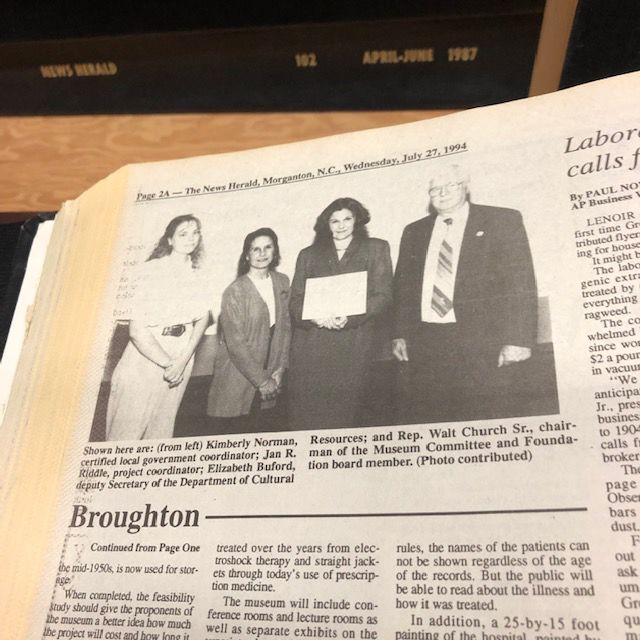 NEWS HERALD
102
APRIL-JUNE 1987
Page 2A — The News Herald, Morganton, N.C., Wednesday, July 27, 1994
Shown here are: (from left) Kimberly Norman,
certified local government coordinator; Jan R.
Riddle, project coordinator; Elizabeth Buford,
deputy Secretary of the Department of Cultural
Resources; and Rep. Walt Church Sr., chair-
man of the Museum Committee and Founda-
tion board member. (Photo contributed)
Broughton
Continued from Page One
the mid-1950s, is now used for stor-
age.
When completed, the feasibility
study should give the proponents of
the museum a better idea how much
the project will cost and how long it
treated over the years from elec-
troshock therapy and straight jack-
ets through today's use of prescrip-
tion medicine.
The museum will include con-
ference rooms and lecture rooms as
well as separate exhibits on the
rules, the names of the patients can
not be shown regardless of the age
of the records. But the public will
be able to read about the illness and
how it was treated.
In addition, a 25-by-15 foot
painting of the hospital, painted by
Labor
calls f
By PAUL NO
AP Business
LENOIR
first time Gr
tributed flyer
ing for house
It might b
The labo
genic extra
treated by
everything
ragweed.
The co
whelmed
since wor
$2 a poun
in vacuum
"We
anticipa
Jr., pres
busines
to 1904
calls f
broker
The
page
Obser
bars
dust.
F
out
ask
um
Gr
qu